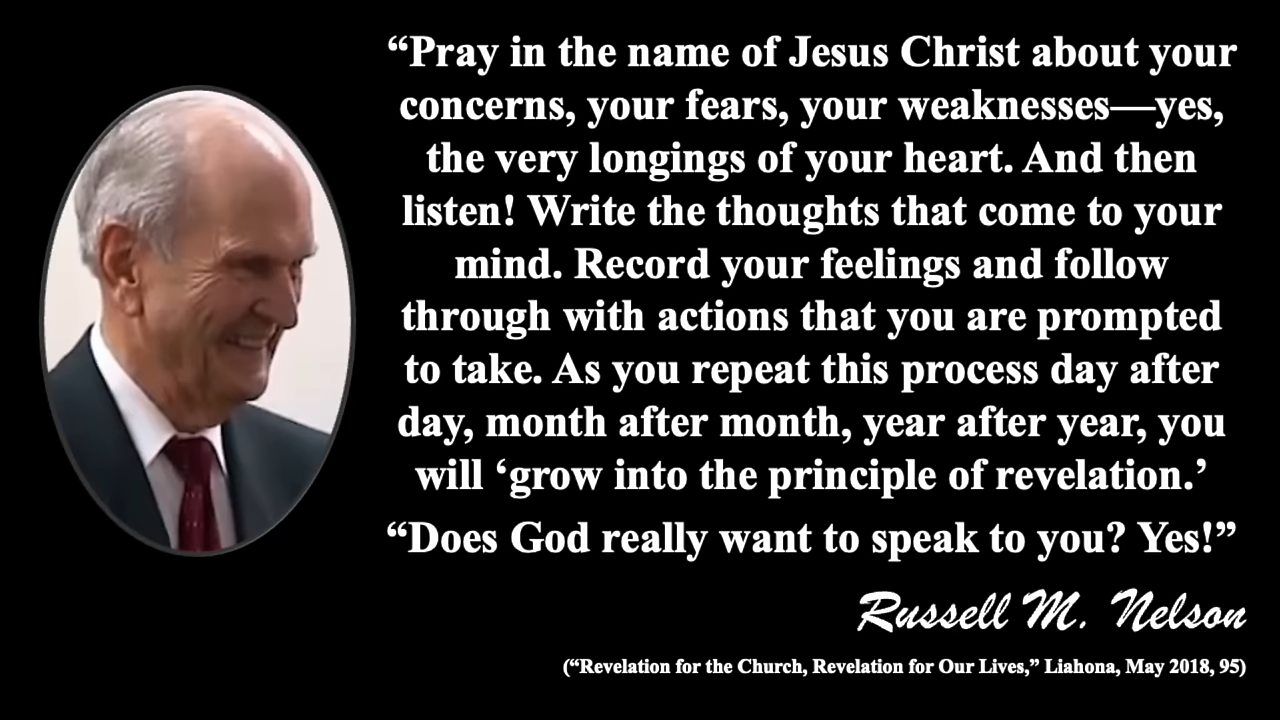 “Pray in the name of Jesus Christ about your
concerns, your fears, your weaknesses—yes,
the very longings of your heart. And then
listen! Write the thoughts that come to your
mind. Record your feelings and follow
through with actions that you are prompted
to take. As you repeat this process day after
day, month after month, year after year, you
will ‘grow into the principle of revelation.’
“Does God really want to speak to you? Yes!”
Russell M. Nelson
(“Revelation for the Church, Revelation for Our Lives,” Liahona, May 2018, 95)